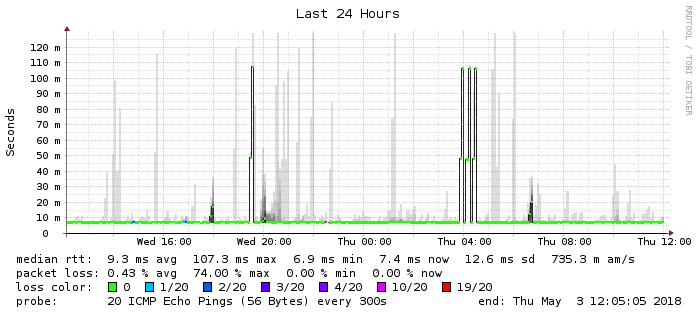 Last 24 Hours
RRDTOOL / TOBI OETIKER
Seconds
120 m
110 m
100 m
90 m
80 m
70 m
60 m
50 m
40 m
30 m
20 m
10 m
0
Wed 16:00 Wed 20:00 Thu 00:00 Thu 04:00 Thu 08:00 Thu 12:00
median rtt: 9.3 ms avg 107.3 ms max 6.9 ms min 7.4 ms now 12.6 ms sd 735.3 m am/s
packet loss: 0.43 % avg 74.00 % max 0.00 % min 0.00 % now
loss color: 0 1/20 2/20 3/20 4/20 10/20 19/20
probe: 20 ICMP Echo Pings (56 Bytes) every 300s end: Thu May 3 12:05:05 2018